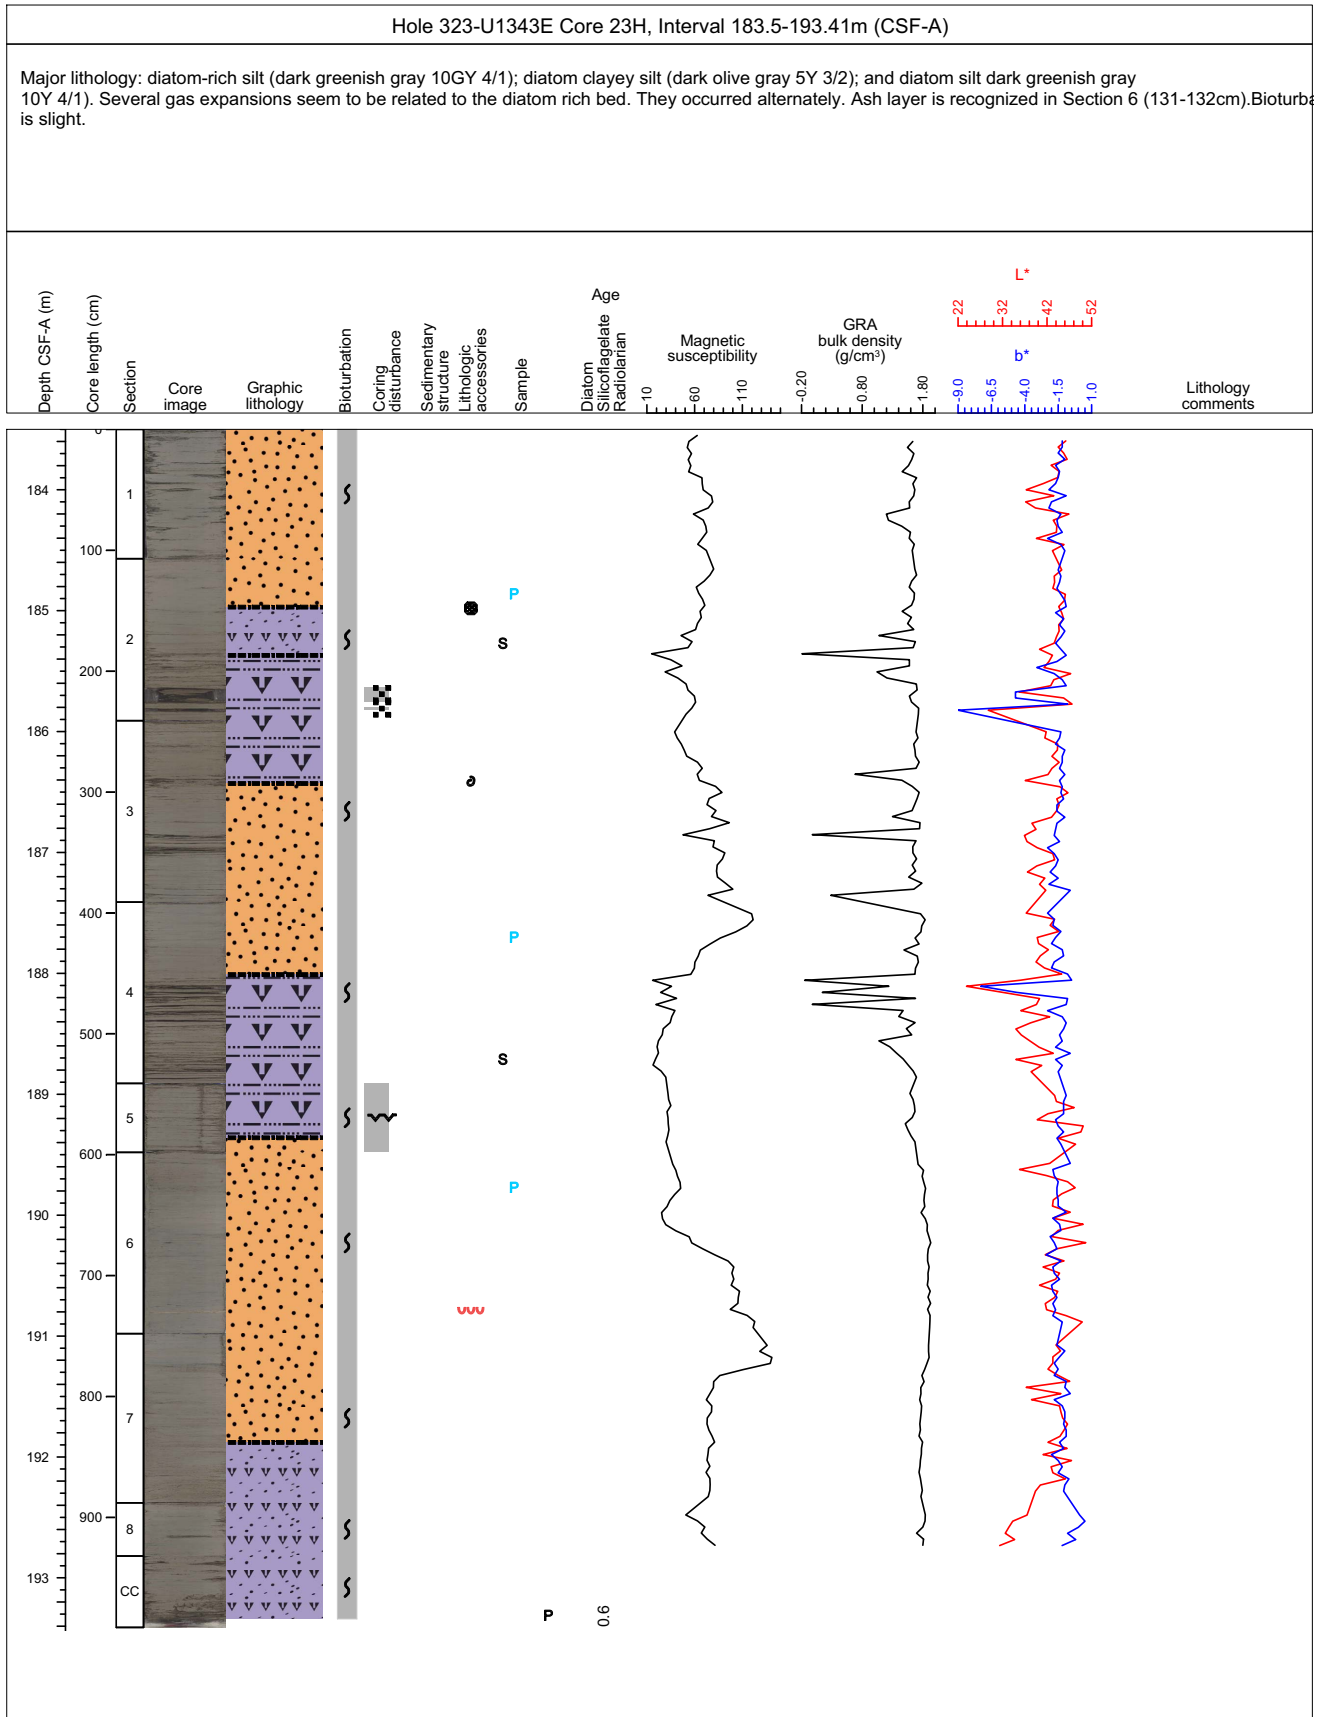 Hole 323-U1343E Core 23H, Interval 183.5-193.41m (CSF-A)
Major lithology: diatom-rich silt (dark greenish gray 10GY 4/1); diatom clayey silt (dark olive gray 5Y 3/2); and diatom silt dark greenish gray
10Y 4/1). Several gas expansions seem to be related to the diatom rich bed. They occurred alternately. Ash layer is recognized in Section 6 (131-132cm).Bioturba
is slight.
Depth CSF-A (m)
Core length (cm)
Section
Core
image
Graphic
lithology
Bioturbation
Coring
disturbance
Sedimentary
structure
Lithologic
accessories
Sample
Age
Diatom
Silicoflagelate
Radiolarian
Magnetic
susceptibility
10 60 110
GRA
bulk density
(g/cm³)
-0.20 0.80 1.80
L*
22 32 42 52
b*
-9.0 -6.5 -4.0 -1.5 1.0
Lithology
comments
0
184 1
100
P
185
2 S
200
186
300
3
187
400
P
188
4
500
S
189
5
600
P
190
6
700
191
800
7
192
900
8
193
CC
P 0.6